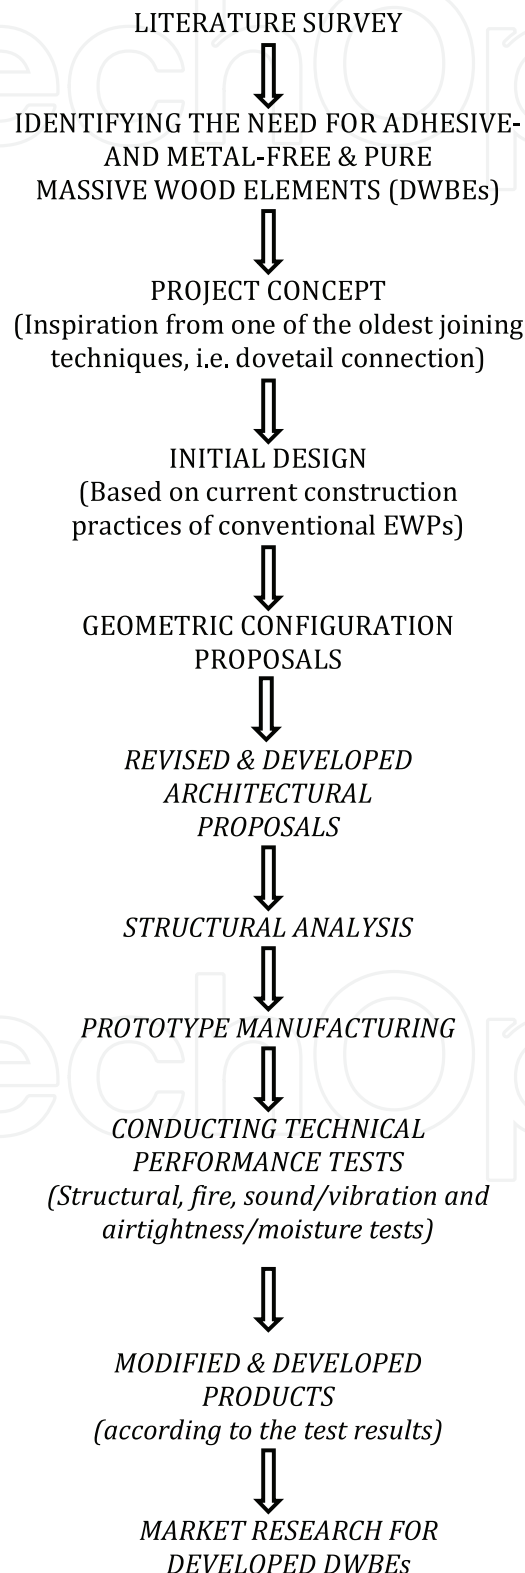 LITERATURE SURVEY
IDENTIFYING THE NEED FOR ADHESIVE-
AND METAL-FREE & PURE
MASSIVE WOOD ELEMENTS (DWBEs)
PROJECT CONCEPT
(Inspiration from one of the oldest joining
techniques, i.e. dovetail connection)
INITIAL DESIGN
(Based on current construction
practices of conventional EWPs)
GEOMETRIC CONFIGURATION
PROPOSALS
REVISED & DEVELOPED
ARCHITECTURAL
PROPOSALS
STRUCTURAL ANALYSIS
PROTOTYPE MANUFACTURING
CONDUCTING TECHNICAL
PERFORMANCE TESTS
(Structural, fire, sound/vibration and
airtightness/moisture tests)
MODIFIED & DEVELOPED
PRODUCTS
(according to the test results)
MARKET RESEARCH FOR
DEVELOPED DWBEs